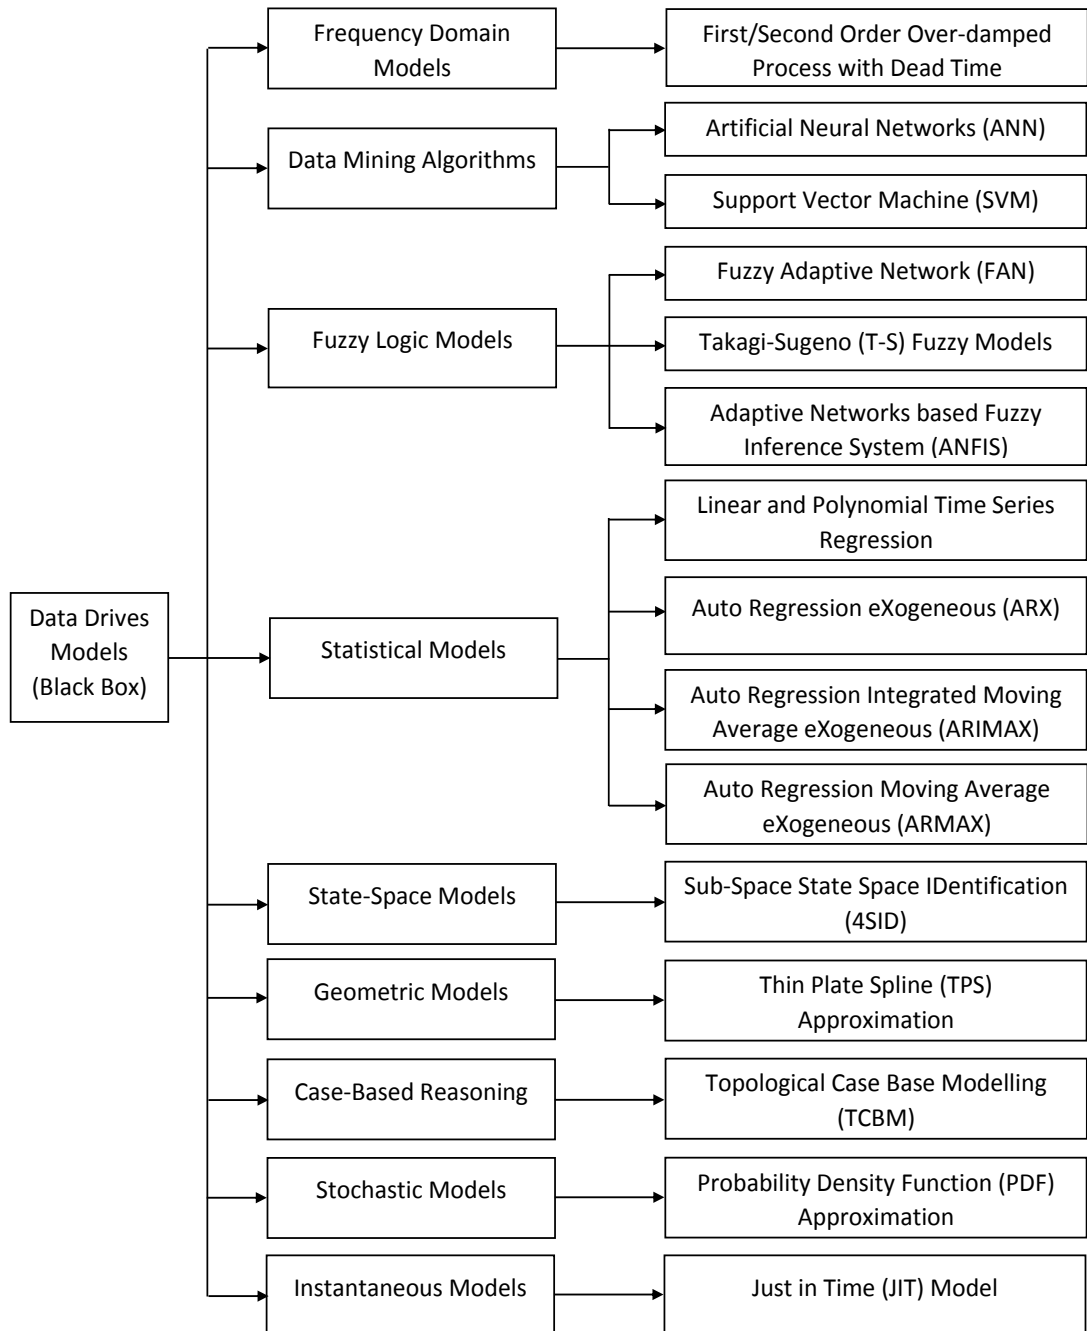 Frequency Domain
Models
First/Second Order Over-damped
Process with Dead Time
Data Mining Algorithms
Artificial Neural Networks (ANN)
Support Vector Machine (SVM)
Fuzzy Logic Models
Fuzzy Adaptive Network (FAN)
Takagi-Sugeno (T-S) Fuzzy Models
Adaptive Networks based Fuzzy
Inference System (ANFIS)
Data Drives
Models
(Black Box)
Statistical Models
Linear and Polynomial Time Series
Regression
Auto Regression eXogeneous (ARX)
Auto Regression Integrated Moving
Average eXogeneous (ARIMAX)
Auto Regression Moving Average
eXogeneous (ARMAX)
State-Space Models
Sub-Space State Space IDentification
(4SID)
Geometric Models
Thin Plate Spline (TPS)
Approximation
Case-Based Reasoning
Topological Case Base Modelling
(TCBM)
Stochastic Models
Probability Density Function (PDF)
Approximation
Instantaneous Models
Just in Time (JIT) Model